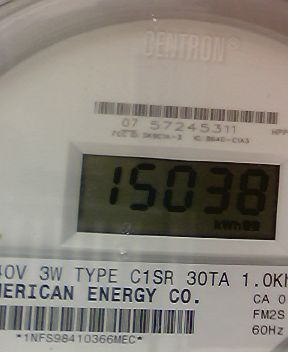 CENTRON®
07 57245311
15038
kWh
40V 3W TYPE C1SR 30TA 1.0Kh
MERICAN ENERGY CO.
CA 0
FM2S
60Hz
*1NFS98410366MEC*